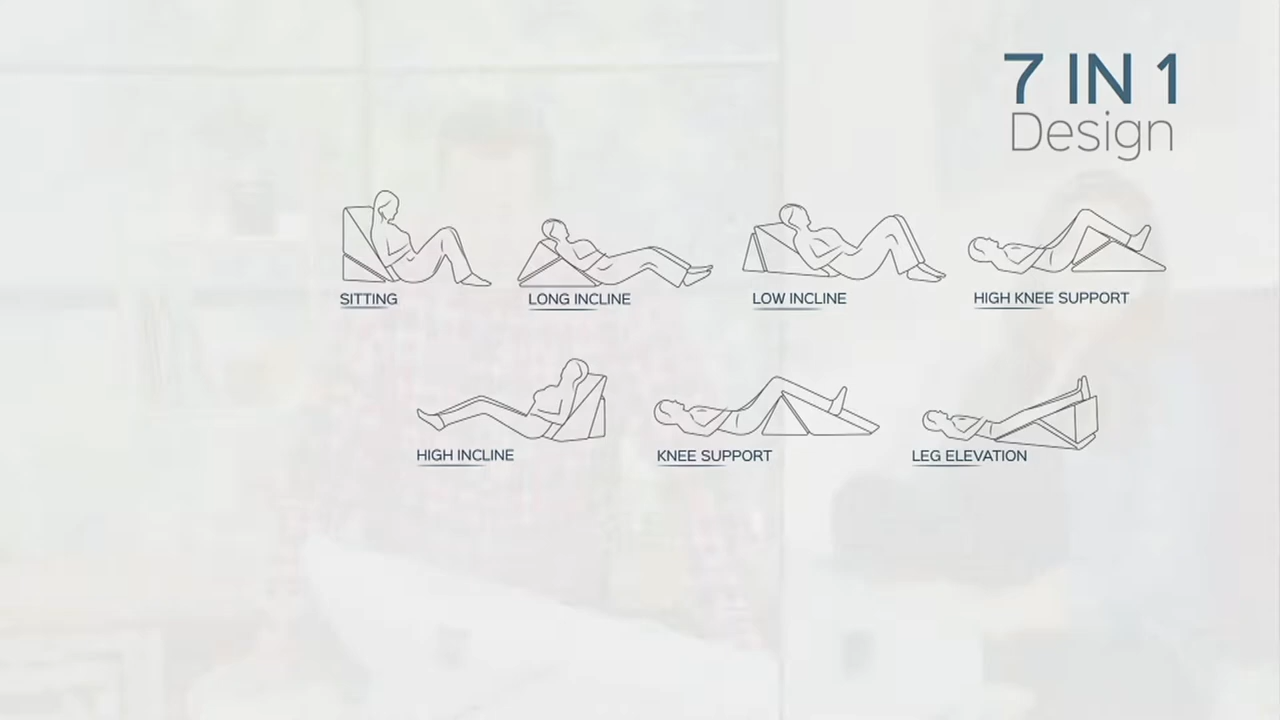 7 IN 1
Design
SITTING
LONG INCLINE
LOW INCLINE
HIGH KNEE SUPPORT
HIGH INCLINE
KNEE SUPPORT
LEG ELEVATION